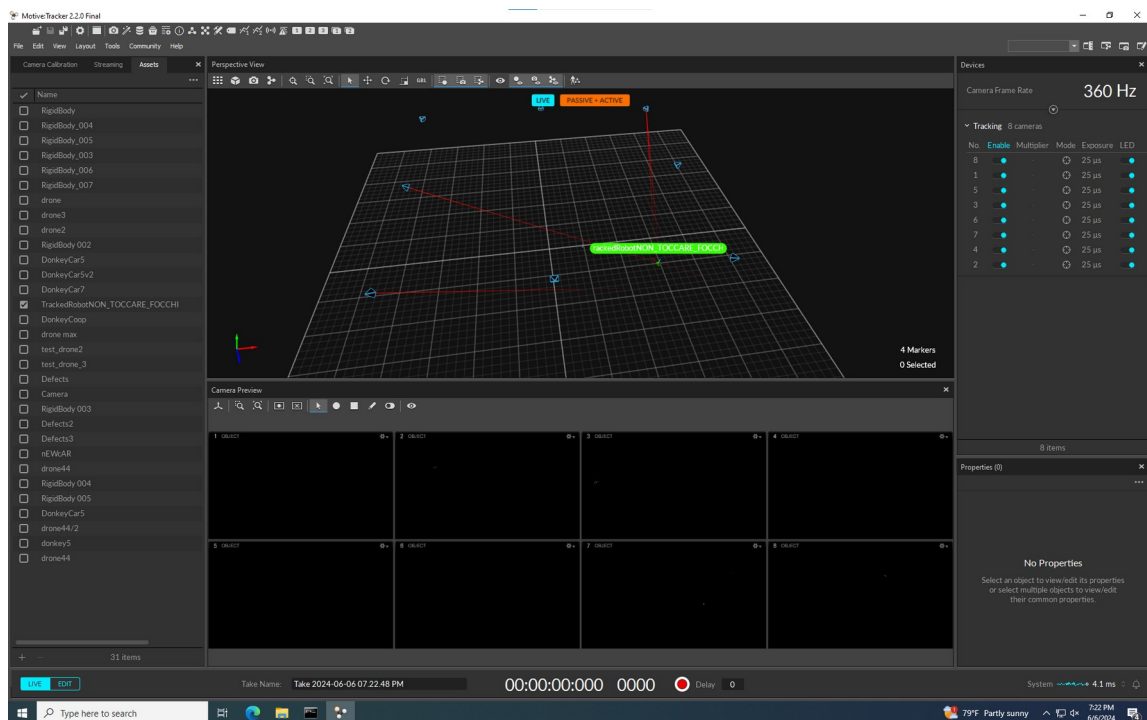 Motive:Tracker 2.2.0 Final
File Edit View Layout Tools Community Help
Camera Calibration Streaming Assets
Name
RigidBody
RigidBody_004
RigidBody_005
RigidBody_003
RigidBody_006
RigidBody_007
drone
drone3
drone2
RigidBody 002
DonkeyCar5
DonkeyCar5v2
DonkeyCar7
TrackedRobotNON_TOCCARE_FOCCHI
DonkeyCoop
drone max
test_drone2
test_drone_3
Defects
Camera
RigidBody 003
Defects2
Defects3
nEWcAR
drone44
RigidBody 004
RigidBody 005
DonkeyCar5
drone44/2
donkey5
drone44
31 items
Perspective View
GBL
LIVE PASSIVE + ACTIVE
rackedRobotNON_TOCCARE_FOCCH
4 Markers
0 Selected
Camera Preview
1 OBJECT
2 OBJECT
3 OBJECT
4 OBJECT
5 OBJECT
6 OBJECT
7 OBJECT
8 OBJECT
Devices
Camera Frame Rate 360 Hz
Tracking 8 cameras
No. Enable Multiplier Mode Exposure LED
8 25 μs
1 25 μs
5 25 μs
3 25 μs
6 25 μs
7 25 μs
4 25 μs
2 25 μs
8 items
Properties (0)
No Properties
Select an object to view/edit its properties
or select multiple objects to view/edit
their common properties.
LIVE EDIT
Take Name: Take 2024-06-06 07.22.48 PM
00:00:00:000 0000
Delay 0
System 4.1 ms
Type here to search
79°F Partly sunny
7:22 PM
6/6/2024